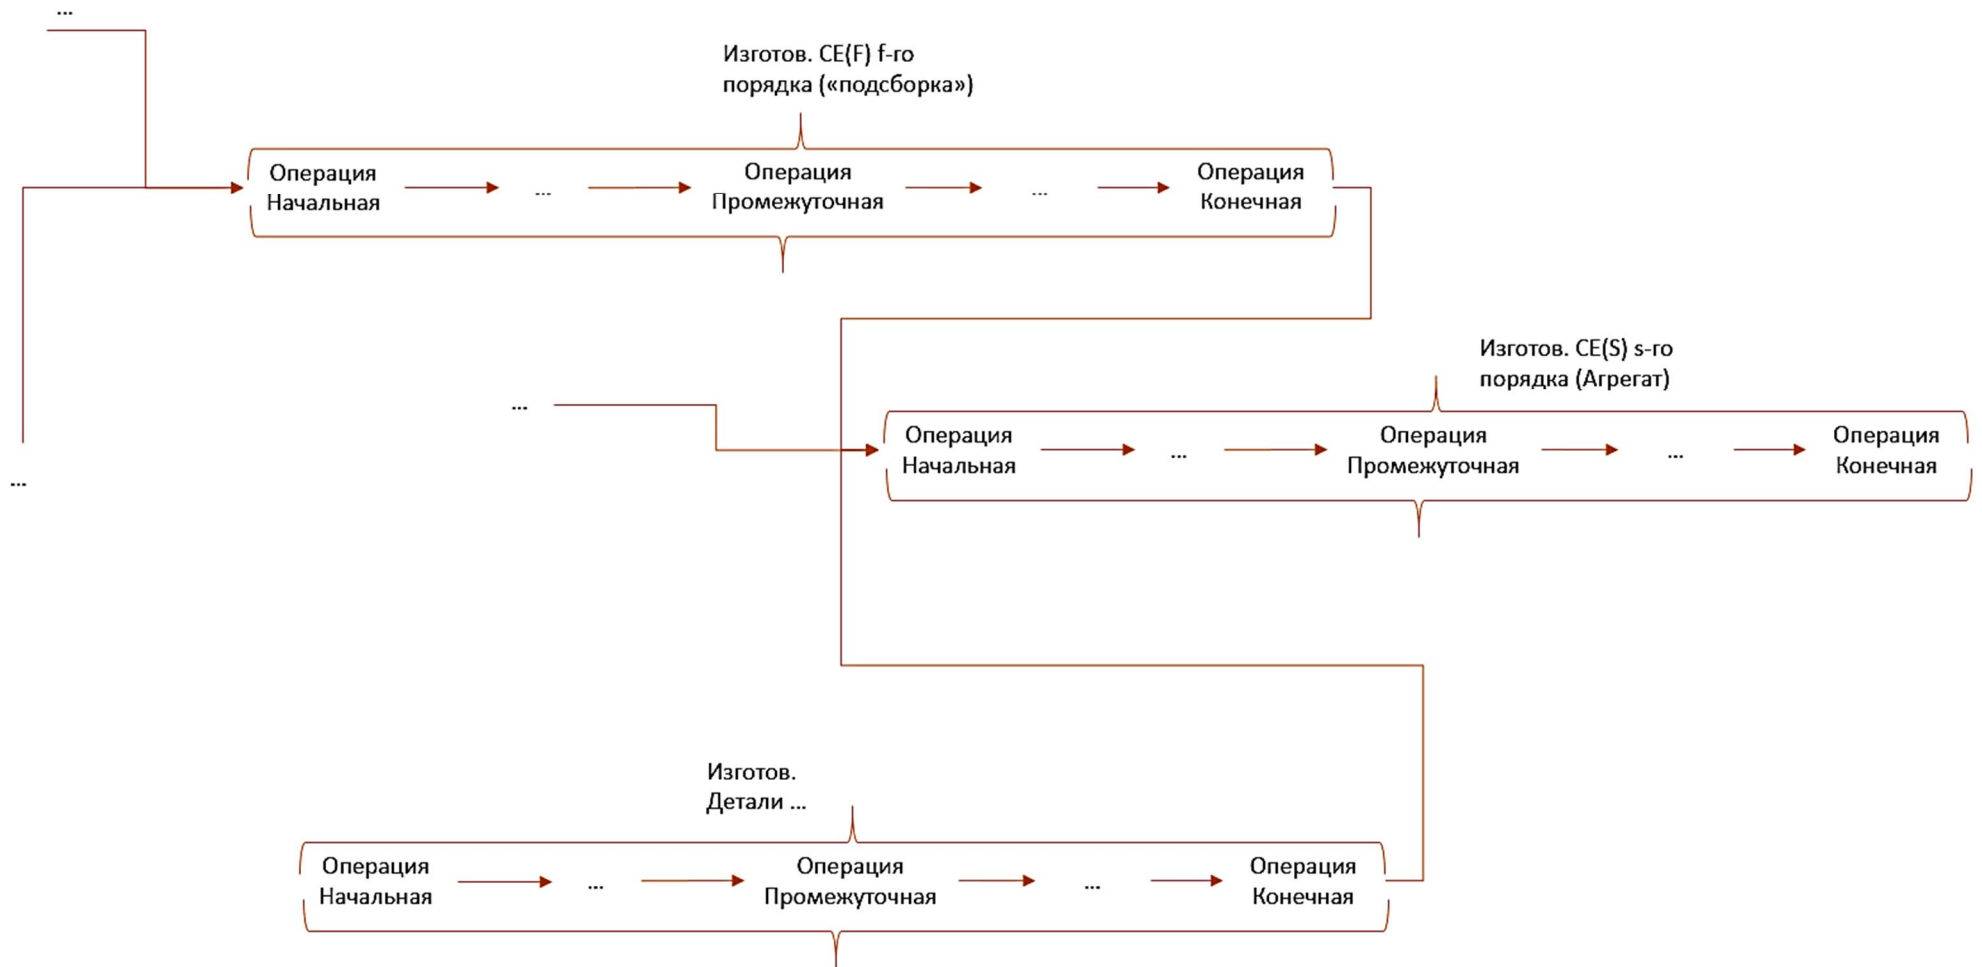 ...
Изготов. СЕ(F) f-го
порядка («подсборка»)
Операция
Начальная
...
Операция
Промежуточная
...
Операция
Конечная
...
...
Изготов. СЕ(S) s-го
порядка (Агрегат)
Операция
Начальная
...
Операция
Промежуточная
...
Операция
Конечная
Изготов.
Детали ...
Операция
Начальная
...
Операция
Промежуточная
...
Операция
Конечная